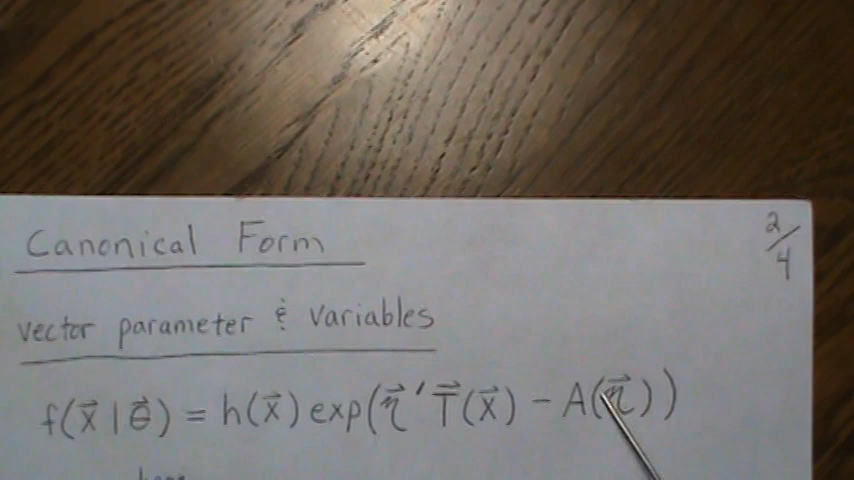 Canonical Form
2/4
vector parameter & variables
f(x⃗ | θ⃗) = h(x⃗) exp(η⃗ ′ T⃗(x⃗) − A(η⃗))